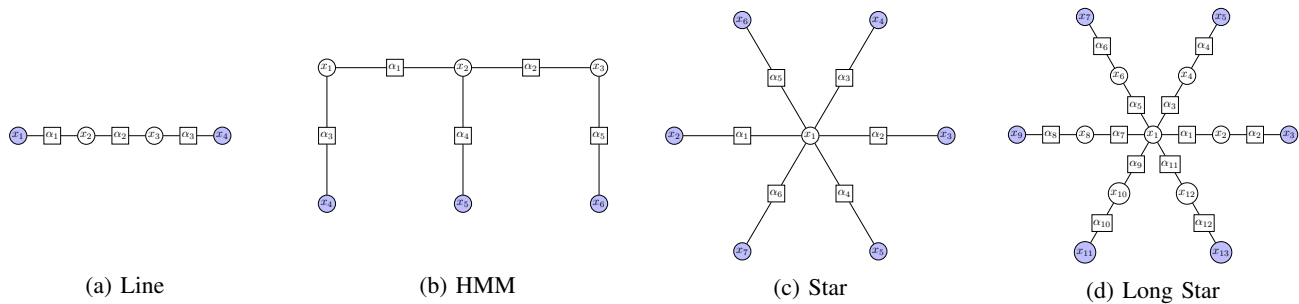 x₁ α₁ x₂ α₂ x₃ α₃ x₄
(a) Line
x₁ α₁ x₂ α₂ x₃
α₃ α₄ α₅
x₄ x₅ x₆
(b) HMM
x₆ x₄
α₅ α₃
x₂ α₁ x₁ α₂ x₃
α₆ α₄
x₇ x₅
(c) Star
x₇ x₅
α₆ α₄
x₆ x₄
α₅ α₃
x₉ α₈ x₈ α₇ x₁ α₁ x₂ α₂ x₃
α₉ α₁₁
x₁₀ x₁₂
α₁₀ α₁₂
x₁₁ x₁₃
(d) Long Star